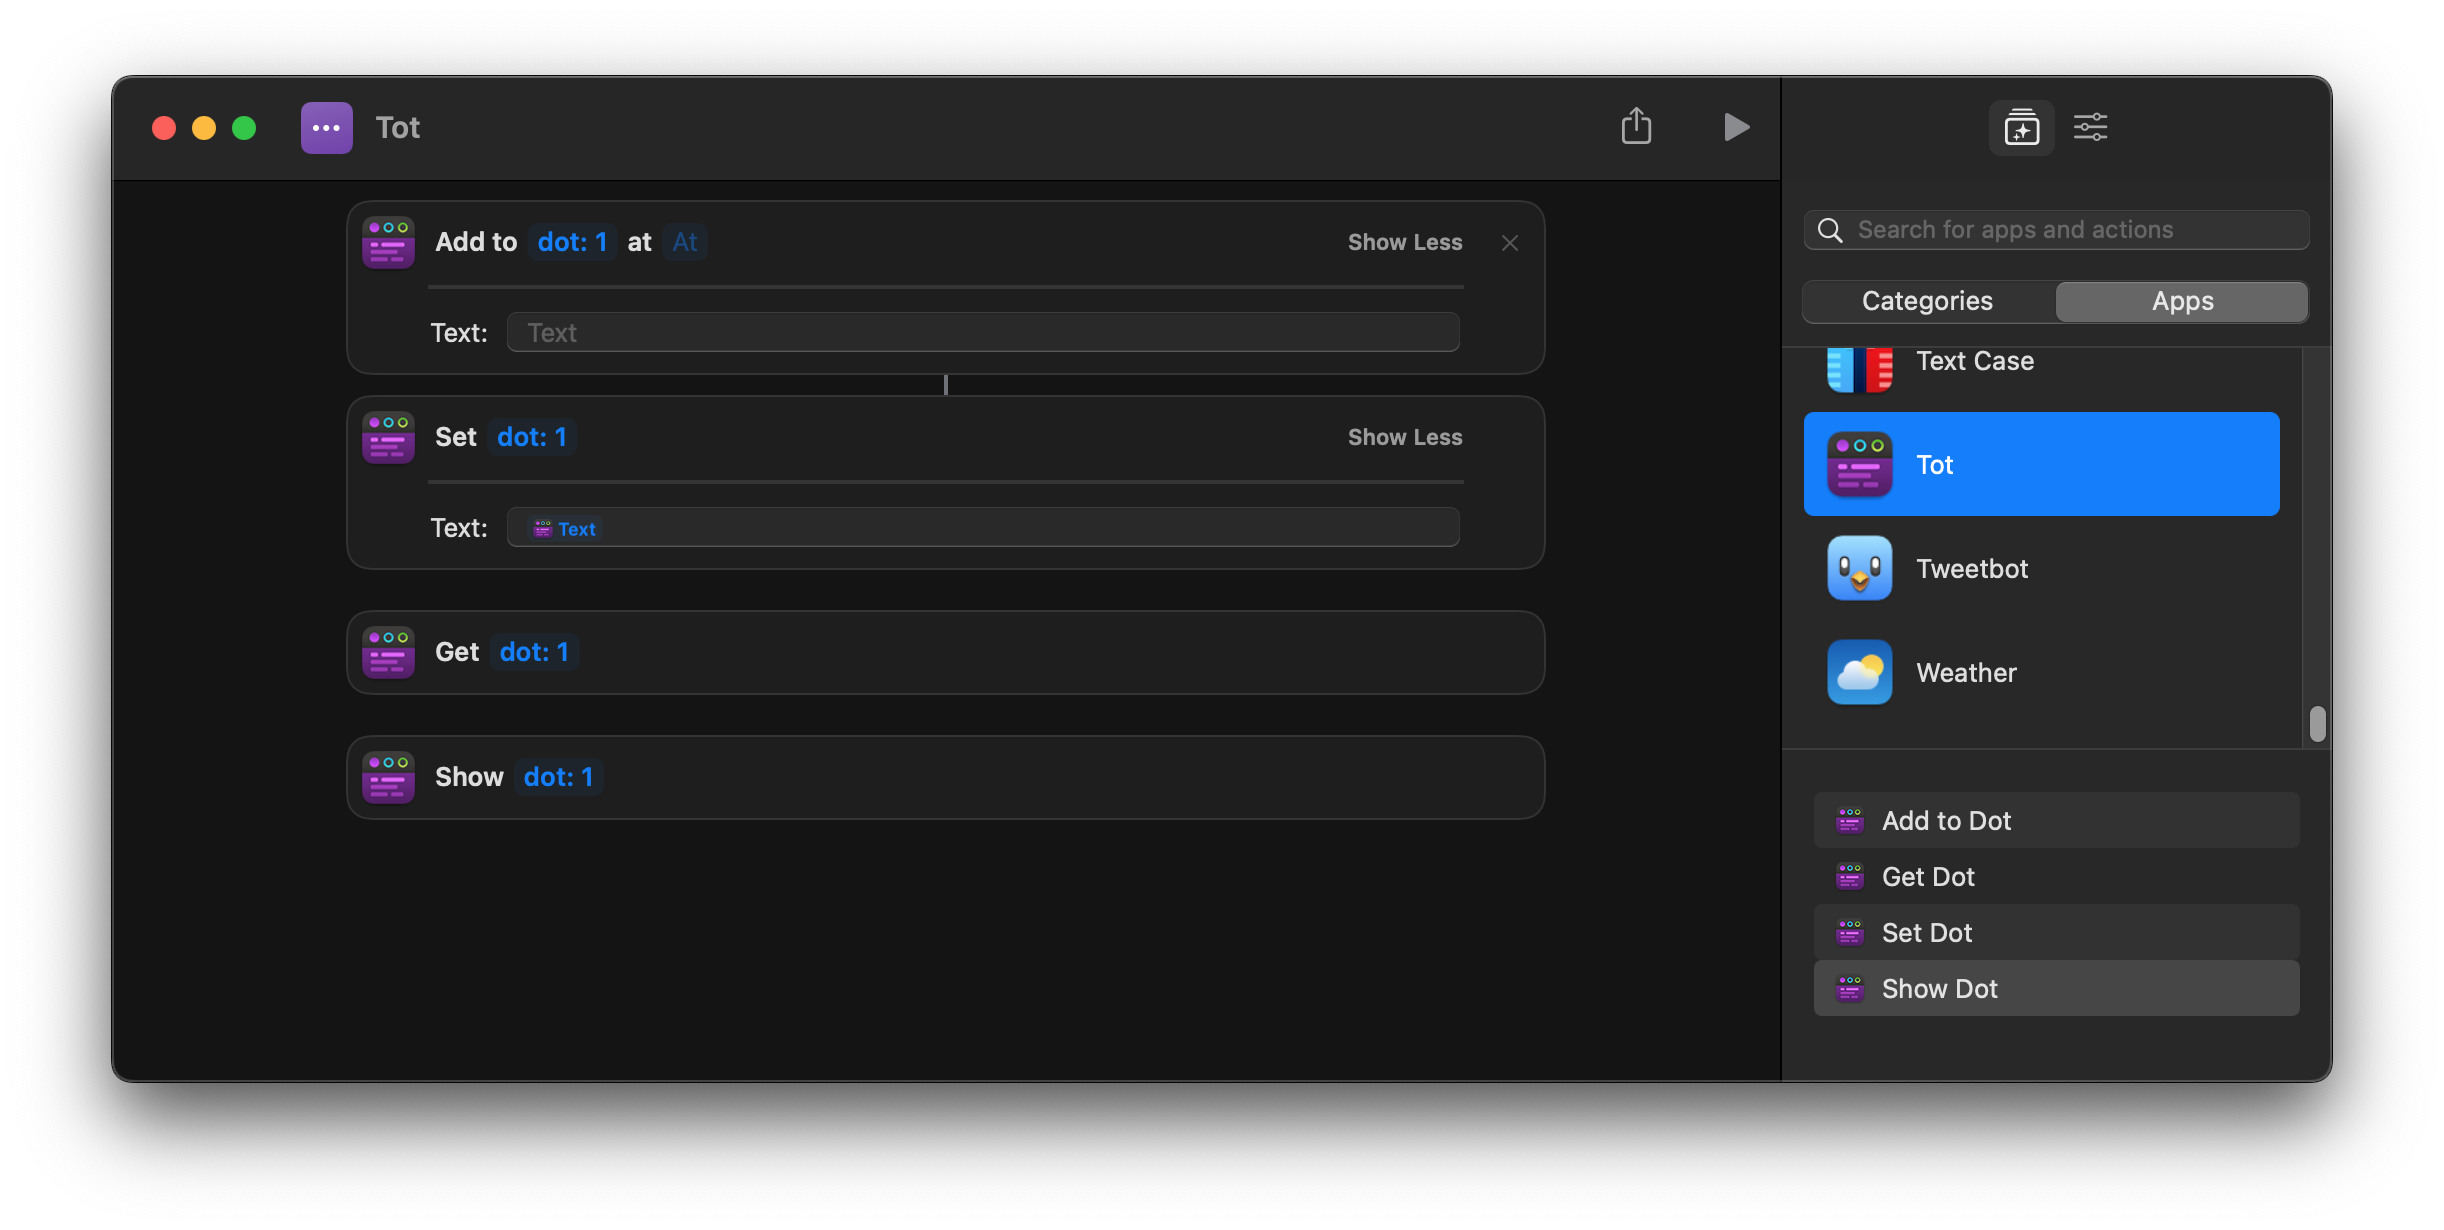 Tot
Add to dot: 1 at At
Show Less
Text: Text
Set dot: 1
Show Less
Text: Text
Get dot: 1
Show dot: 1
Search for apps and actions
Categories
Apps
Text Case
Tot
Tweetbot
Weather
Add to Dot
Get Dot
Set Dot
Show Dot